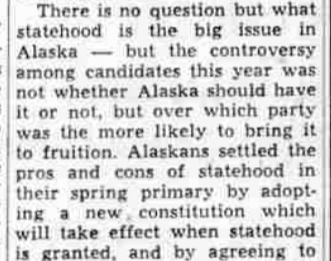 There is no question but what
statehood is the big issue in
Alaska — but the controversy
among candidates this year was
not whether Alaska should have
it or not, but over which party
was the more likely to bring it
to fruition. Alaskans settled the
pros and cons of statehood in
their spring primary by adopt-
ing a new constitution which
will take effect when statehood
is granted, and by agreeing to